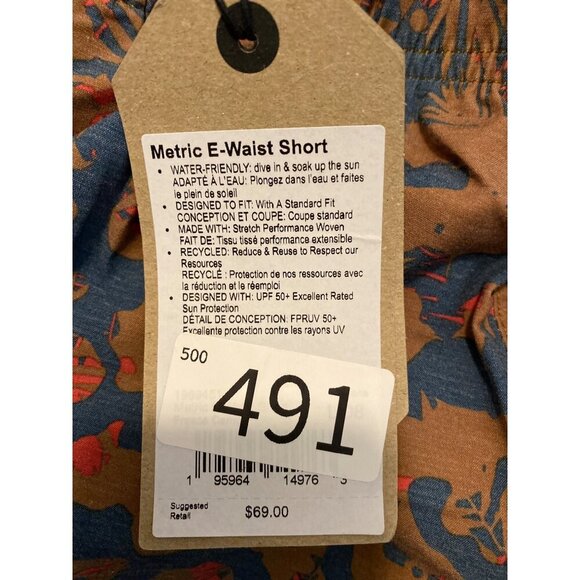 Metric E-Waist Short
• WATER-FRIENDLY: dive in & soak up the sun
ADAPTÉ À L'EAU: Plongez dans l'eau et faites
le plein de soleil
• DESIGNED TO FIT: With A Standard Fit
CONCEPTION ET COUPE: Coupe standard
• MADE WITH: Stretch Performance Woven
FAIT DE: Tissu tissé performance extensible
• RECYCLED: Reduce & Reuse to Respect our
Resources
RECYCLÉ : Protection de nos ressources avec
la réduction et le réemploi
• DESIGNED WITH: UPF 50+ Excellent Rated
Sun Protection
DÉTAIL DE CONCEPTION: FPRUV 50+
Excellente protection contre les rayons UV
500
491
1 95964 14976 3
Suggested
Retail $69.00